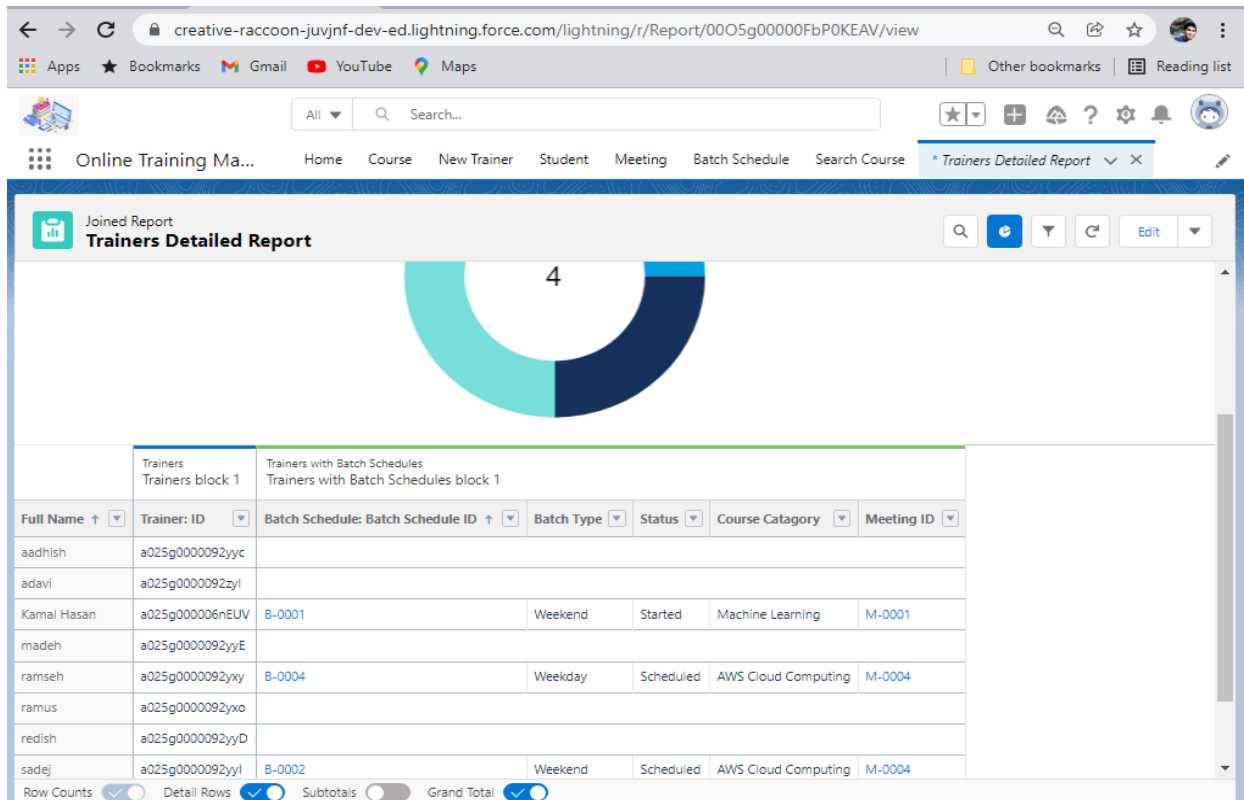 creative-raccoon-juvjnf-dev-ed.lightning.force.com/lightning/r/Report/00O5g00000FbP0KEAV/view
Apps Bookmarks Gmail YouTube Maps Other bookmarks Reading list
All Search...
Online Training Ma... Home Course New Trainer Student Meeting Batch Schedule Search Course * Trainers Detailed Report
Joined Report
Trainers Detailed Report Edit
4
Trainers Trainers with Batch Schedules
Trainers block 1 Trainers with Batch Schedules block 1
Full Name ↑ Trainer: ID Batch Schedule: Batch Schedule ID ↑ Batch Type Status Course Catagory Meeting ID
aadhish a025g0000092yyc
adavi a025g0000092zyl
Kamal Hasan a025g000006nEUV B-0001 Weekend Started Machine Learning M-0001
madeh a025g0000092yyE
ramseh a025g0000092yxy B-0004 Weekday Scheduled AWS Cloud Computing M-0004
ramus a025g0000092yxo
redish a025g0000092yyD
sadej a025g0000092yyl B-0002 Weekend Scheduled AWS Cloud Computing M-0004
Row Counts Detail Rows Subtotals Grand Total